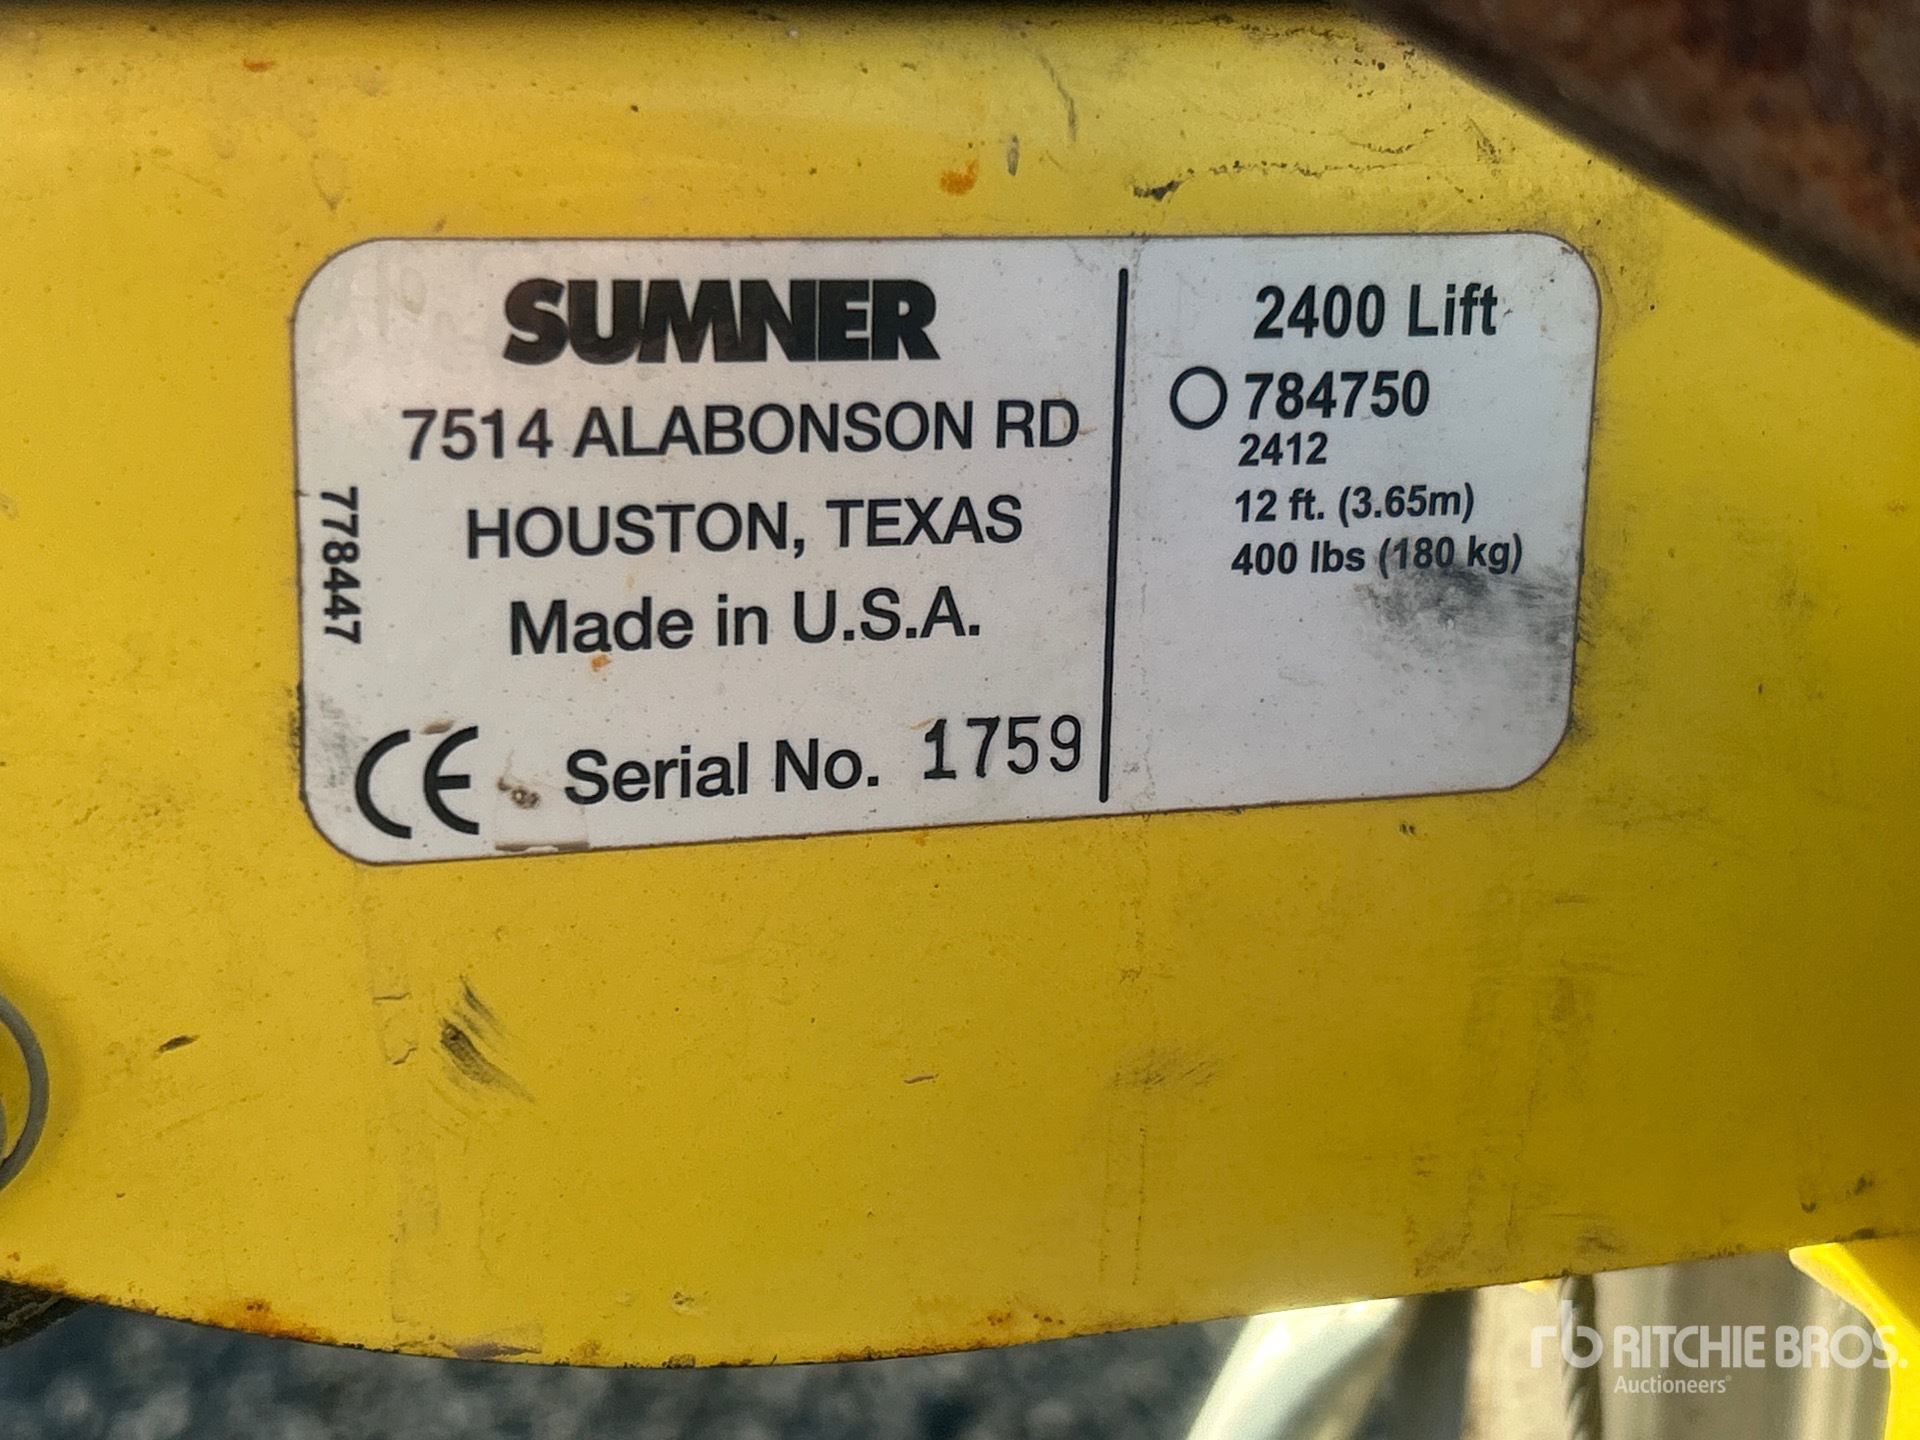 SUMNER
7514 ALABONSON RD
HOUSTON, TEXAS
Made in U.S.A.
CE Serial No. 1759
778447
2400 Lift
784750
2412
12 ft. (3.65m)
400 lbs (180 kg)
rb RITCHIE BROS.
Auctioneers